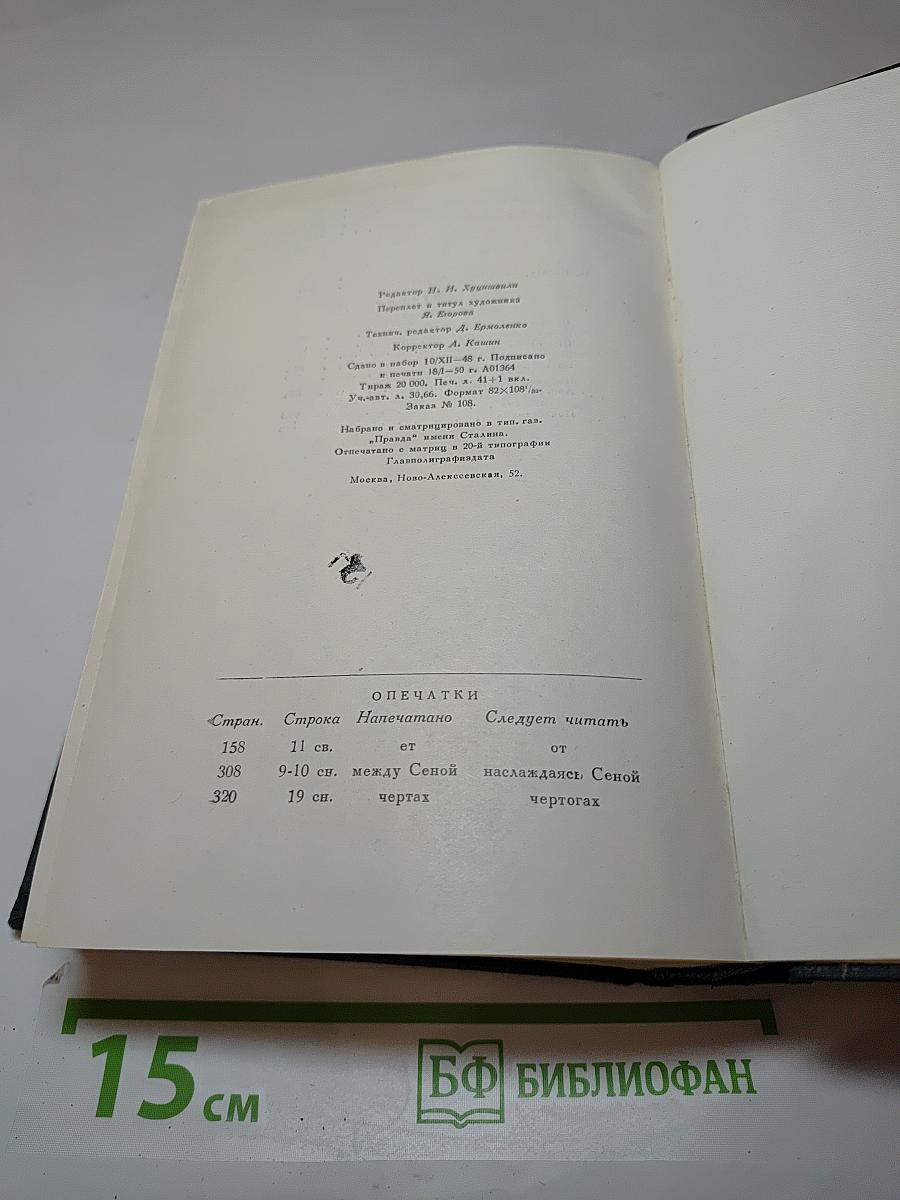 Редактор Н. И. Хуцишвили
Переплет и титул художника
Я. Егорова
Технич. редактор Д. Ермоленко
Корректор А. Кашин
Сдано в набор 10/XII—48 г. Подписано
к печати 18/I—50 г. А01364
Тираж 20 000. Печ. л. 41+1 вкл.
Уч.-авт. л. 30,66. Формат 82×108¹/₃₂.
Заказ № 108.
Набрано и сматрицировано в тип. газ.
„Правда“ имени Сталина.
Отпечатано с матриц в 20-й типографии
Главполиграфиздата
Москва, Ново-Алексеевская, 52.
ОПЕЧАТКИ
Стран. Строка Напечатано Следует читать
158 11 св. ет от
308 9-10 сн. между Сеной наслаждаясь Сеной
320 19 сн. чертах чертогах
15 см БФ БИБЛИОФАН